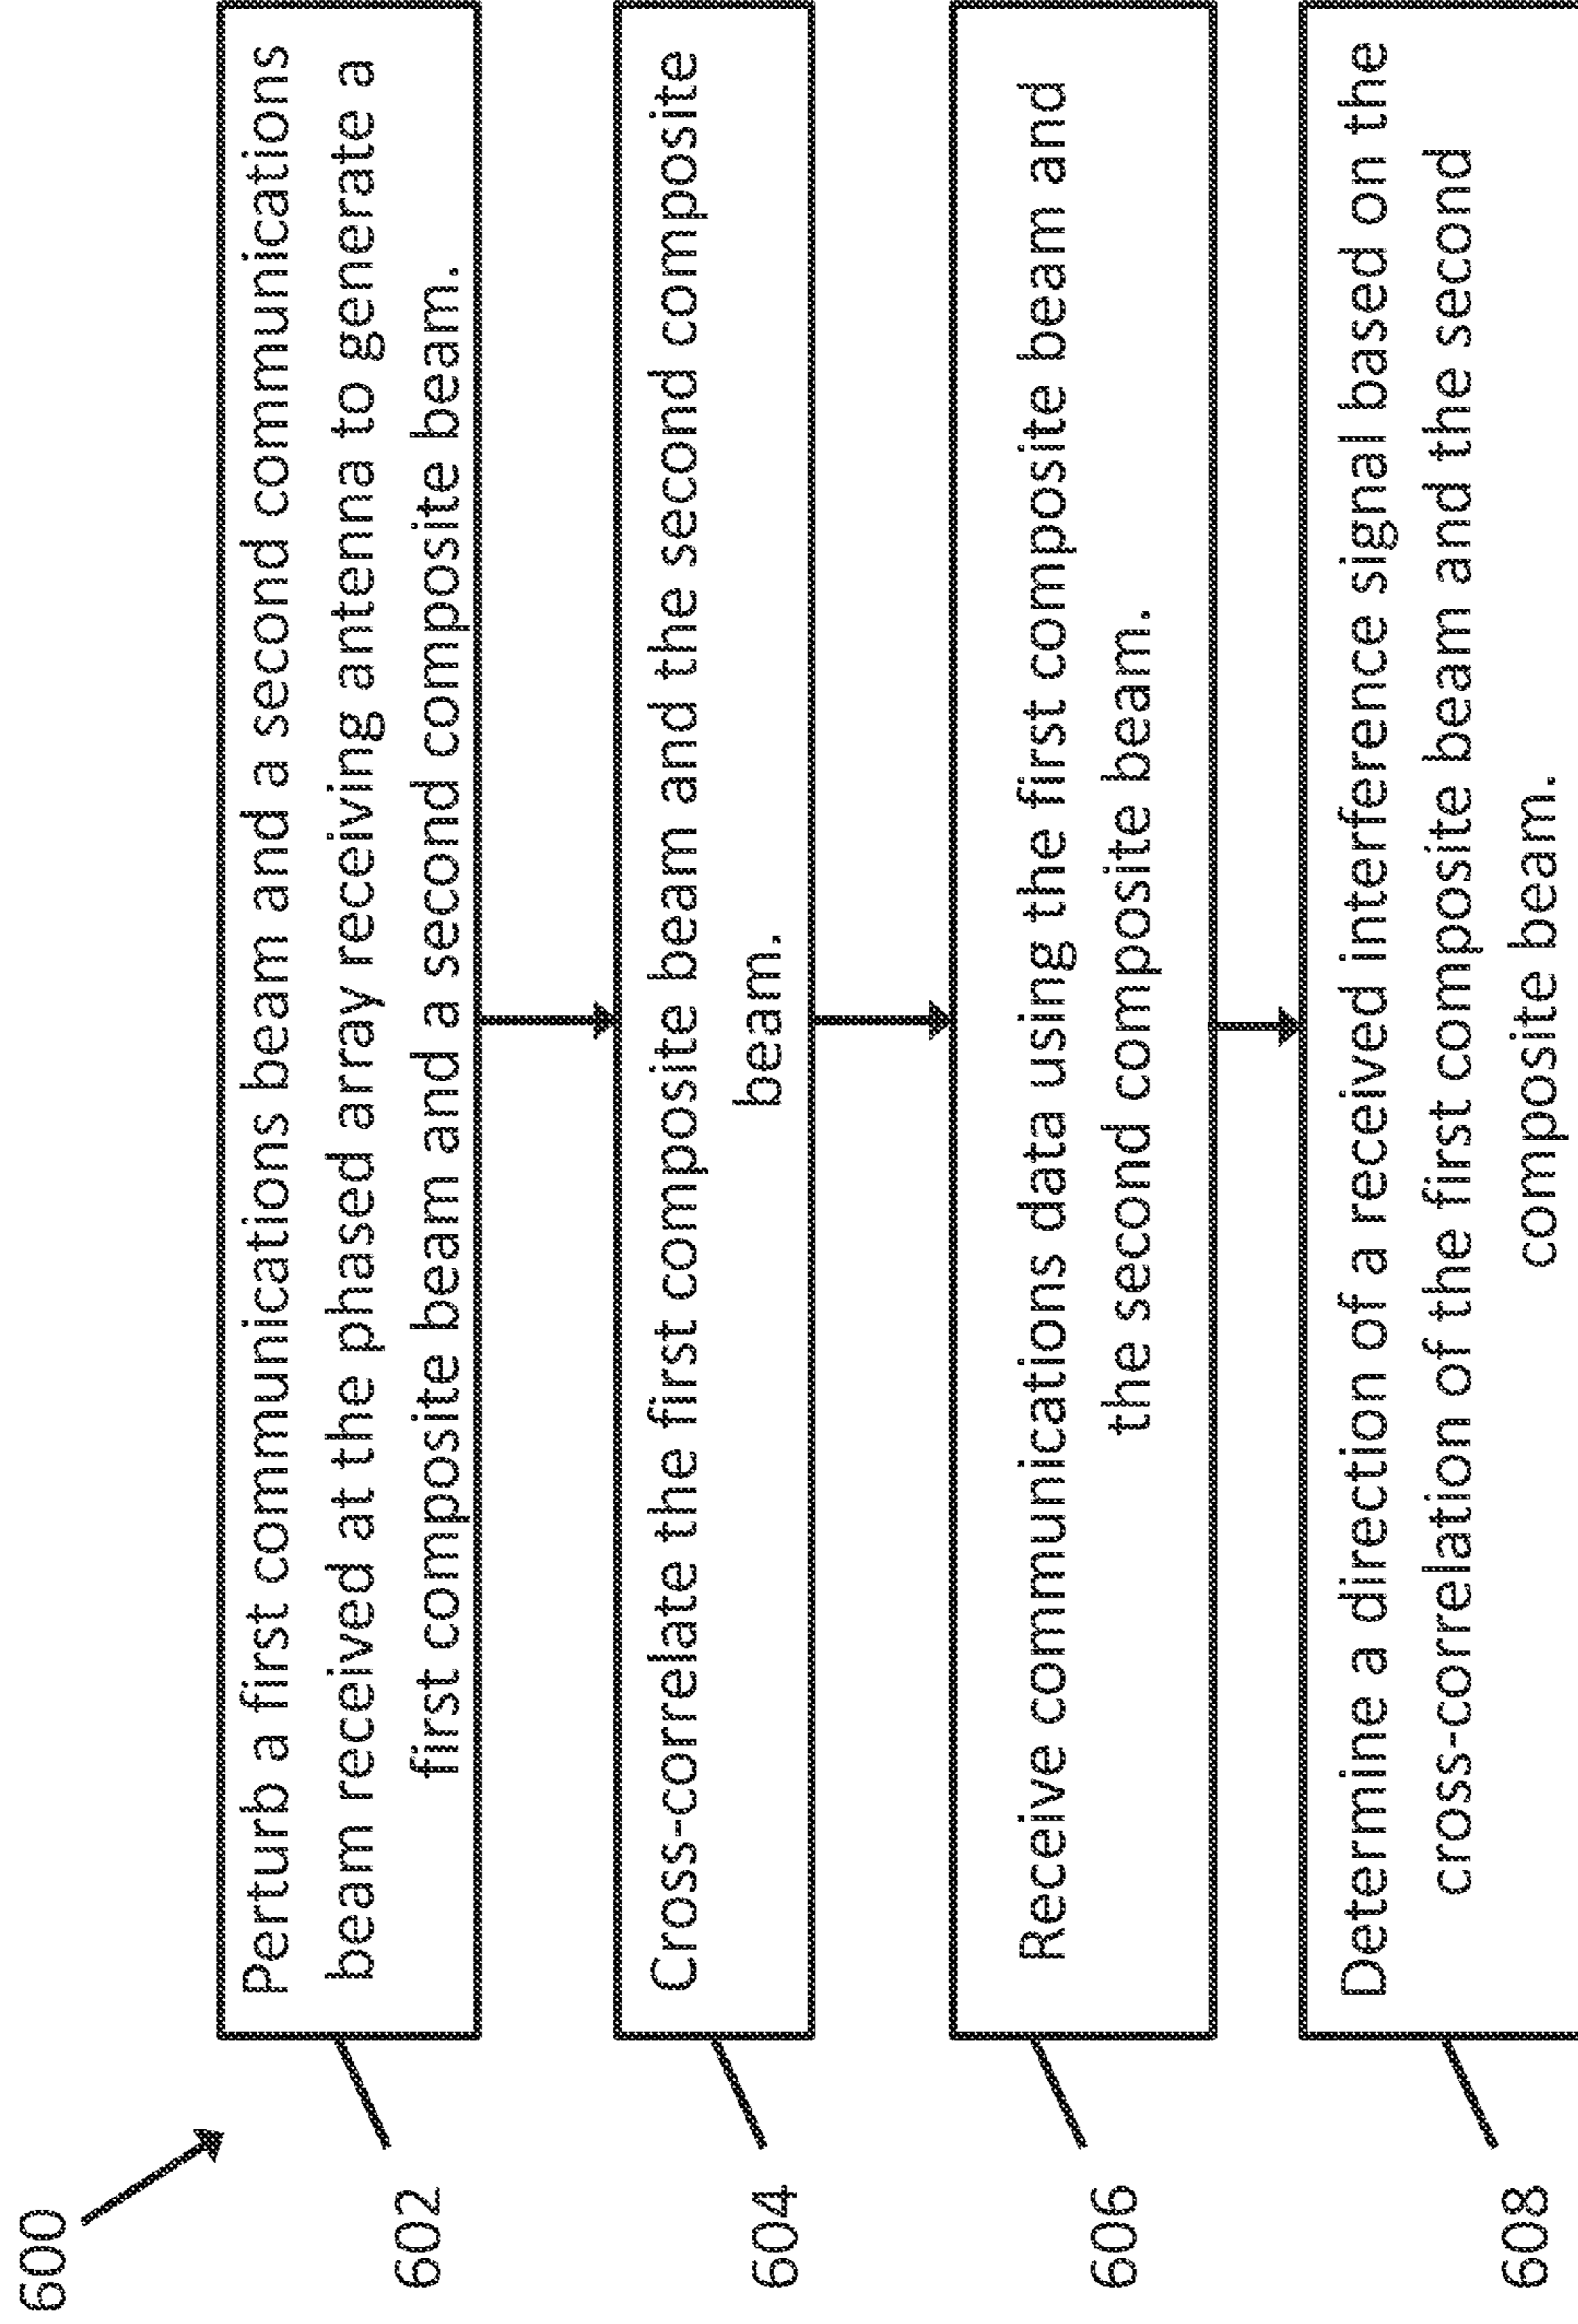 600
602
Perturb a first communications beam and a second communications
beam received at the phased array receiving antenna to generate a
first composite beam and a second composite beam.
604
Cross-correlate the first composite beam and the second composite
beam.
606
Receive communications data using the first composite beam and
the second composite beam.
608
Determine a direction of a received interference signal based on the
cross-correlation of the first composite beam and the second
composite beam.